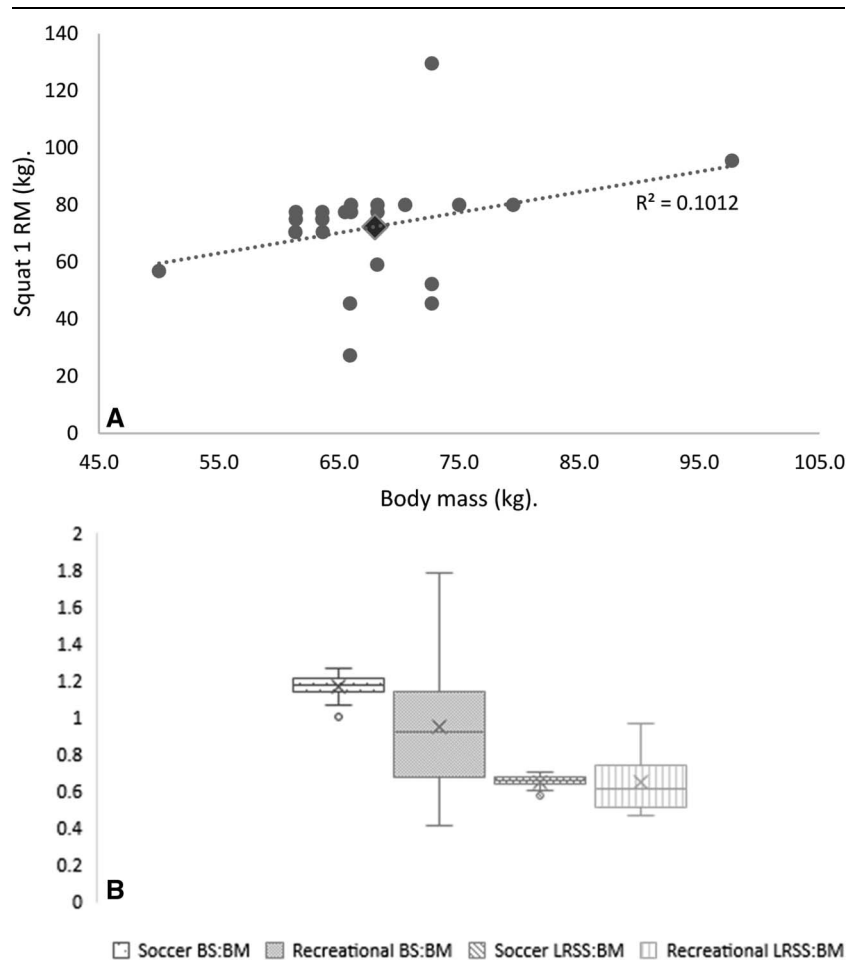 140
120
100
80
60
40
20
0
Squat 1 RM (kg).
R² = 0.1012
A
45.0 55.0 65.0 75.0 85.0 95.0 105.0
Body mass (kg).
2
1.8
1.6
1.4
1.2
1
0.8
0.6
0.4
0.2
0
B
Soccer BS:BM Recreational BS:BM Soccer LRSS:BM Recreational LRSS:BM